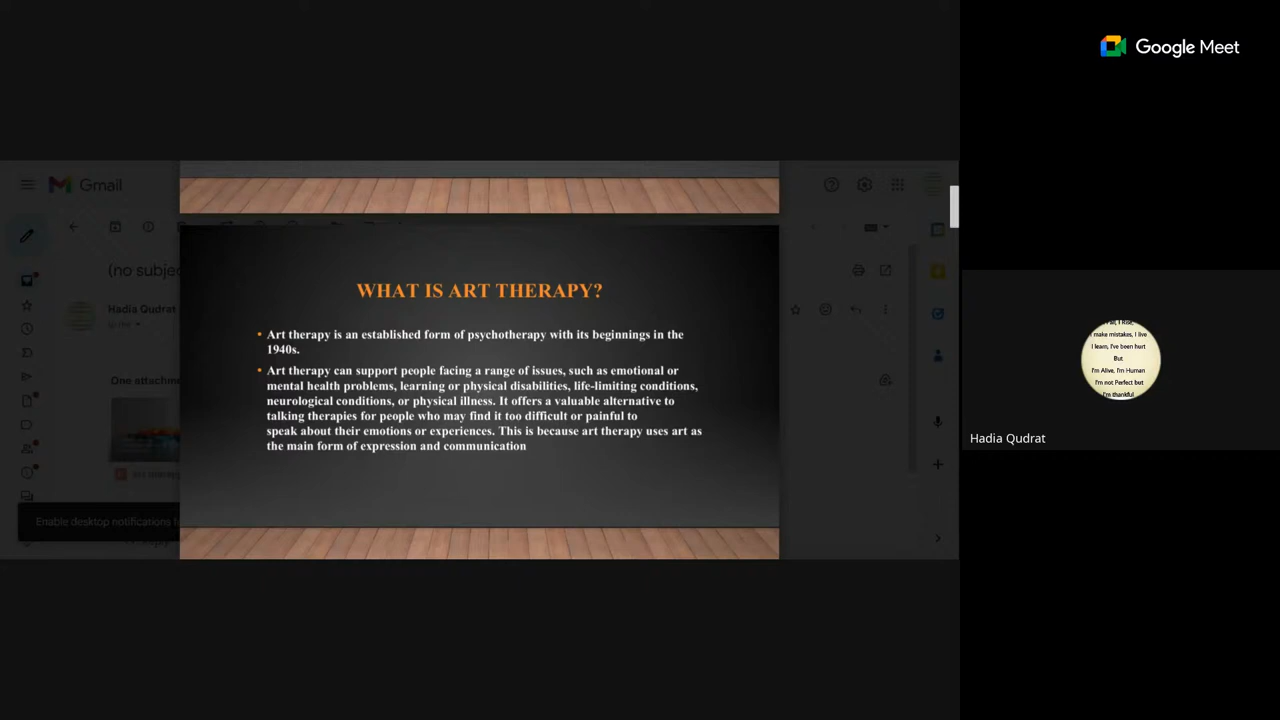 Google Meet
Gmail
(no subje
Hadia Qudrat
One attachm
Enable desktop notifications f
WHAT IS ART THERAPY?
• Art therapy is an established form of psychotherapy with its beginnings in the
1940s.
• Art therapy can support people facing a range of issues, such as emotional or
mental health problems, learning or physical disabilities, life-limiting conditions,
neurological conditions, or physical illness. It offers a valuable alternative to
talking therapies for people who may find it too difficult or painful to
speak about their emotions or experiences. This is because art therapy uses art as
the main form of expression and communication
make mistakes, I live
I learn, I've been hurt
But
I'm Alive, I'm Human
I'm not Perfect but
I'm thankful
Hadia Qudrat